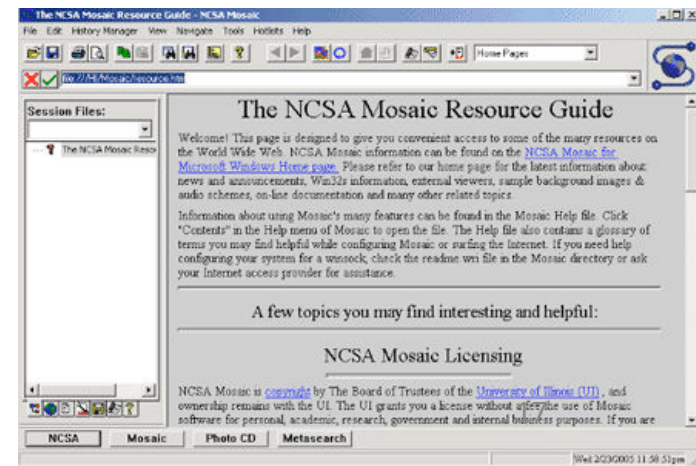 The NCSA Mosaic Resource Guide - NCSA Mosaic
File Edit History Manager View Navigate Tools Hotlists Help
Home Pages
file:///H|/Mosaic/resource.htm
Session Files:
The NCSA Mosaic Resou
The NCSA Mosaic Resource Guide
Welcome! This page is designed to give you convenient access to some of the many resources on
the World Wide Web. NCSA Mosaic information can be found on the NCSA Mosaic for
Microsoft Windows Home page. Please refer to our home page for the latest information about:
news and announcements, Win32s information, external viewers, sample background images &
audio schemes, on-line documentation and many other related topics.
Information about using Mosaic's many features can be found in the Mosaic Help file. Click
"Contents" in the Help menu of Mosaic to open the file. The Help file also contains a glossary of
terms you may find helpful while configuring Mosaic or surfing the Internet. If you need help
configuring your system for a winsock, check the readme.wri file in the Mosaic directory or ask
your Internet access provider for assistance.
A few topics you may find interesting and helpful:
NCSA Mosaic Licensing
NCSA Mosaic is copyright by The Board of Trustees of the University of Illinois (UI), and
ownership remains with the UI. The UI grants you a license without a fee the use of Mosaic
software for personal, academic, research, government and internal business purposes. If you are
NCSA Mosaic Photo CD Metasearch
Wed 2/23/2005 11:58:51pm